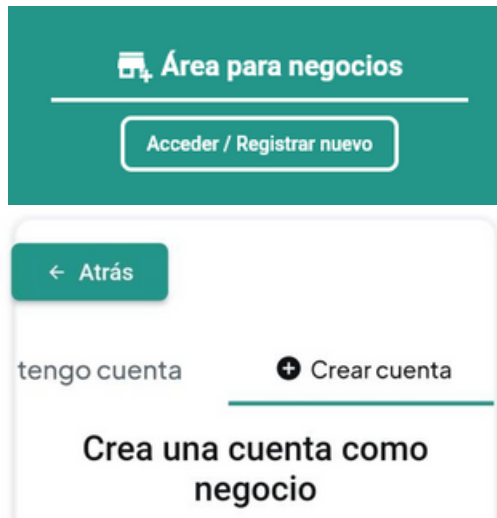 Área para negocios
Acceder / Registrar nuevo
← Atrás
tengo cuenta
Crear cuenta
Crea una cuenta como
negocio